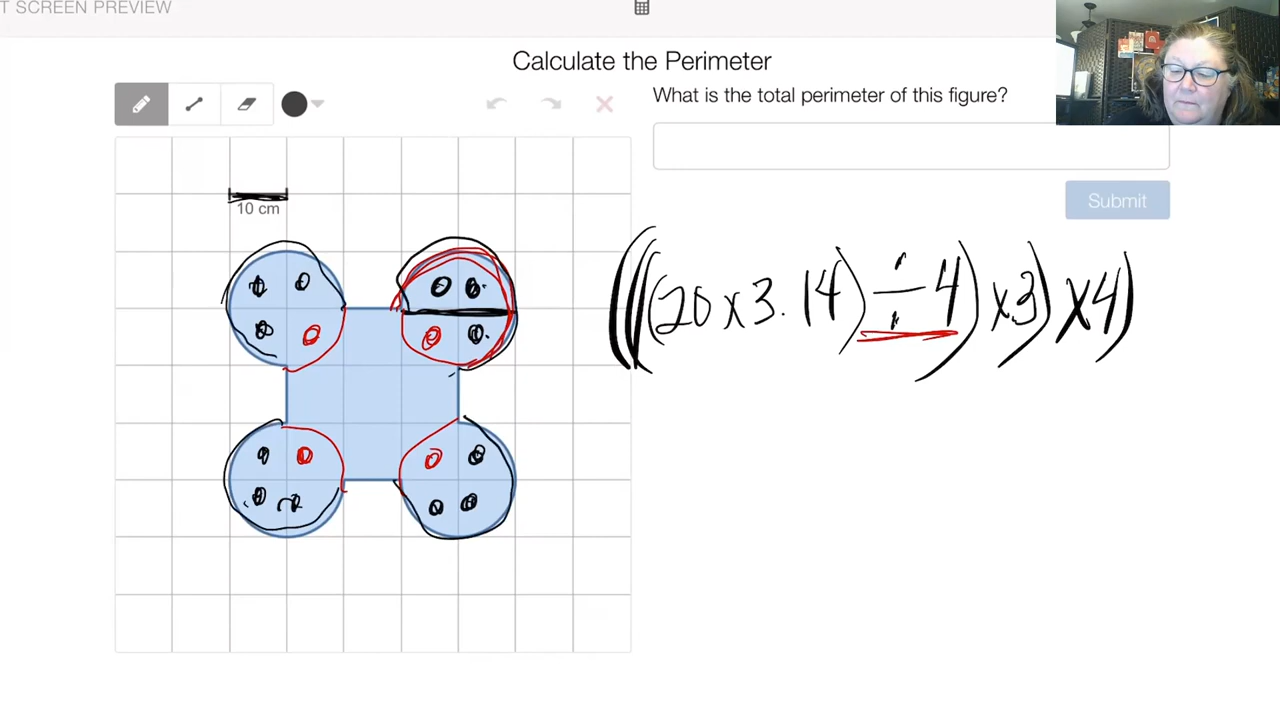 T SCREEN PREVIEW
Calculate the Perimeter
What is the total perimeter of this figure?
10 cm
Submit
((((20 x 3.14) ÷ 4) x 3) x 4)